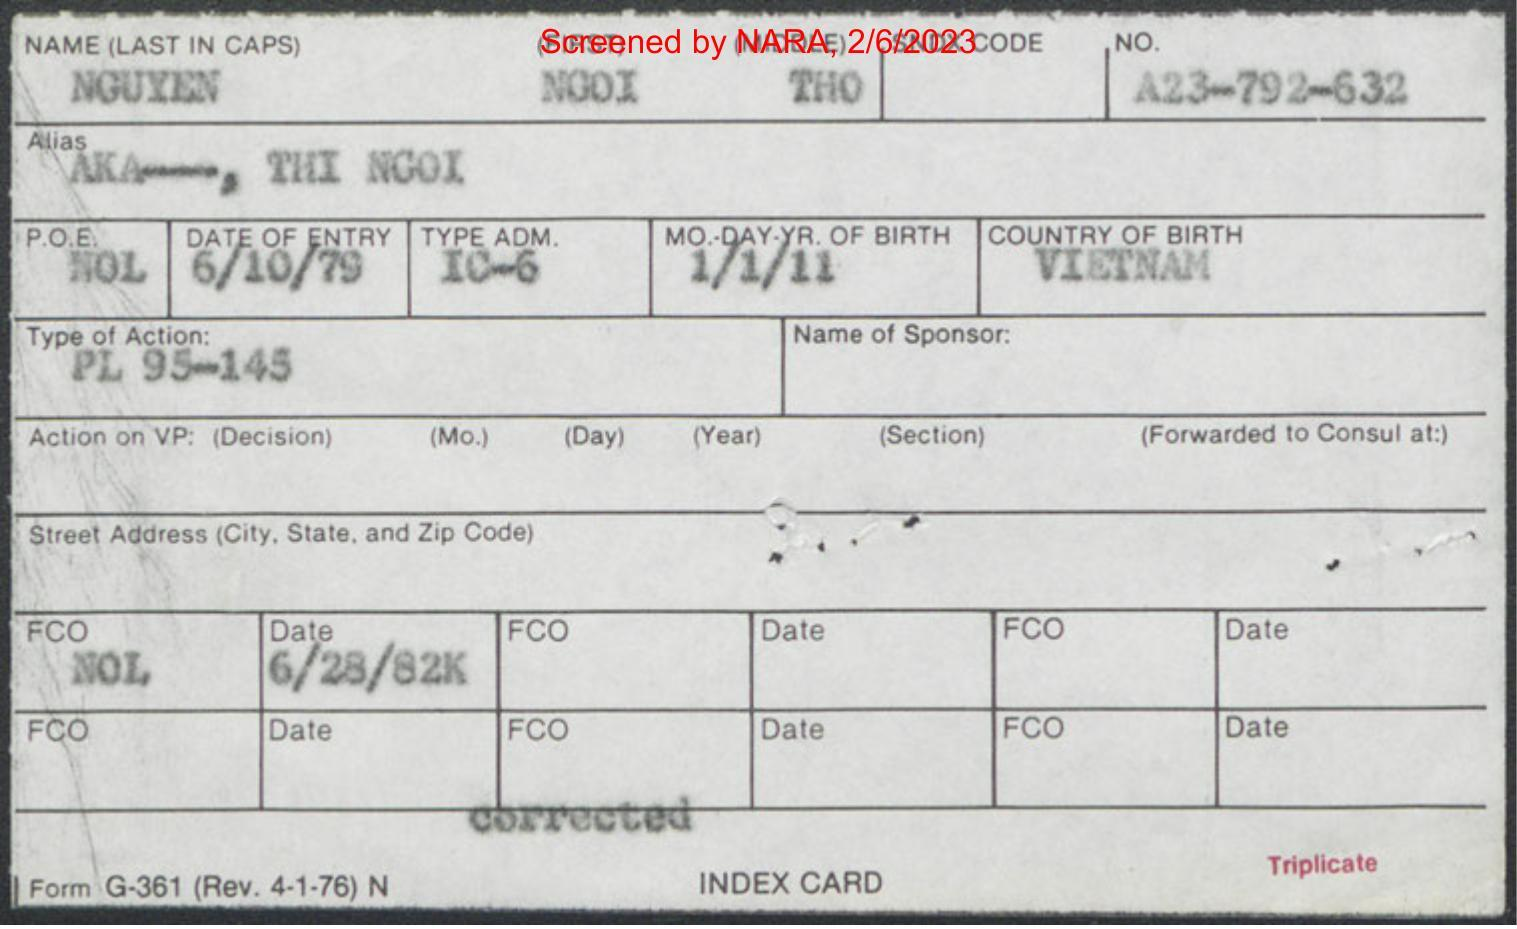 Screened by NARA, 2/6/2023
NAME (LAST IN CAPS) (FIRST) (MIDDLE) SNDX CODE NO.
NGUYEN NGOI THO A23-792-632
Alias
AKA----, THI NGOI
P.O.E. DATE OF ENTRY TYPE ADM. MO.-DAY-YR. OF BIRTH COUNTRY OF BIRTH
NOL 6/10/79 IC-6 1/1/11 VIETNAM
Type of Action: Name of Sponsor:
PL 95-145
Action on VP: (Decision) (Mo.) (Day) (Year) (Section) (Forwarded to Consul at:)
Street Address (City, State, and Zip Code)
FCO Date FCO Date FCO Date
NOL 6/28/82K
FCO Date FCO Date FCO Date
corrected
Triplicate
Form G-361 (Rev. 4-1-76) N INDEX CARD